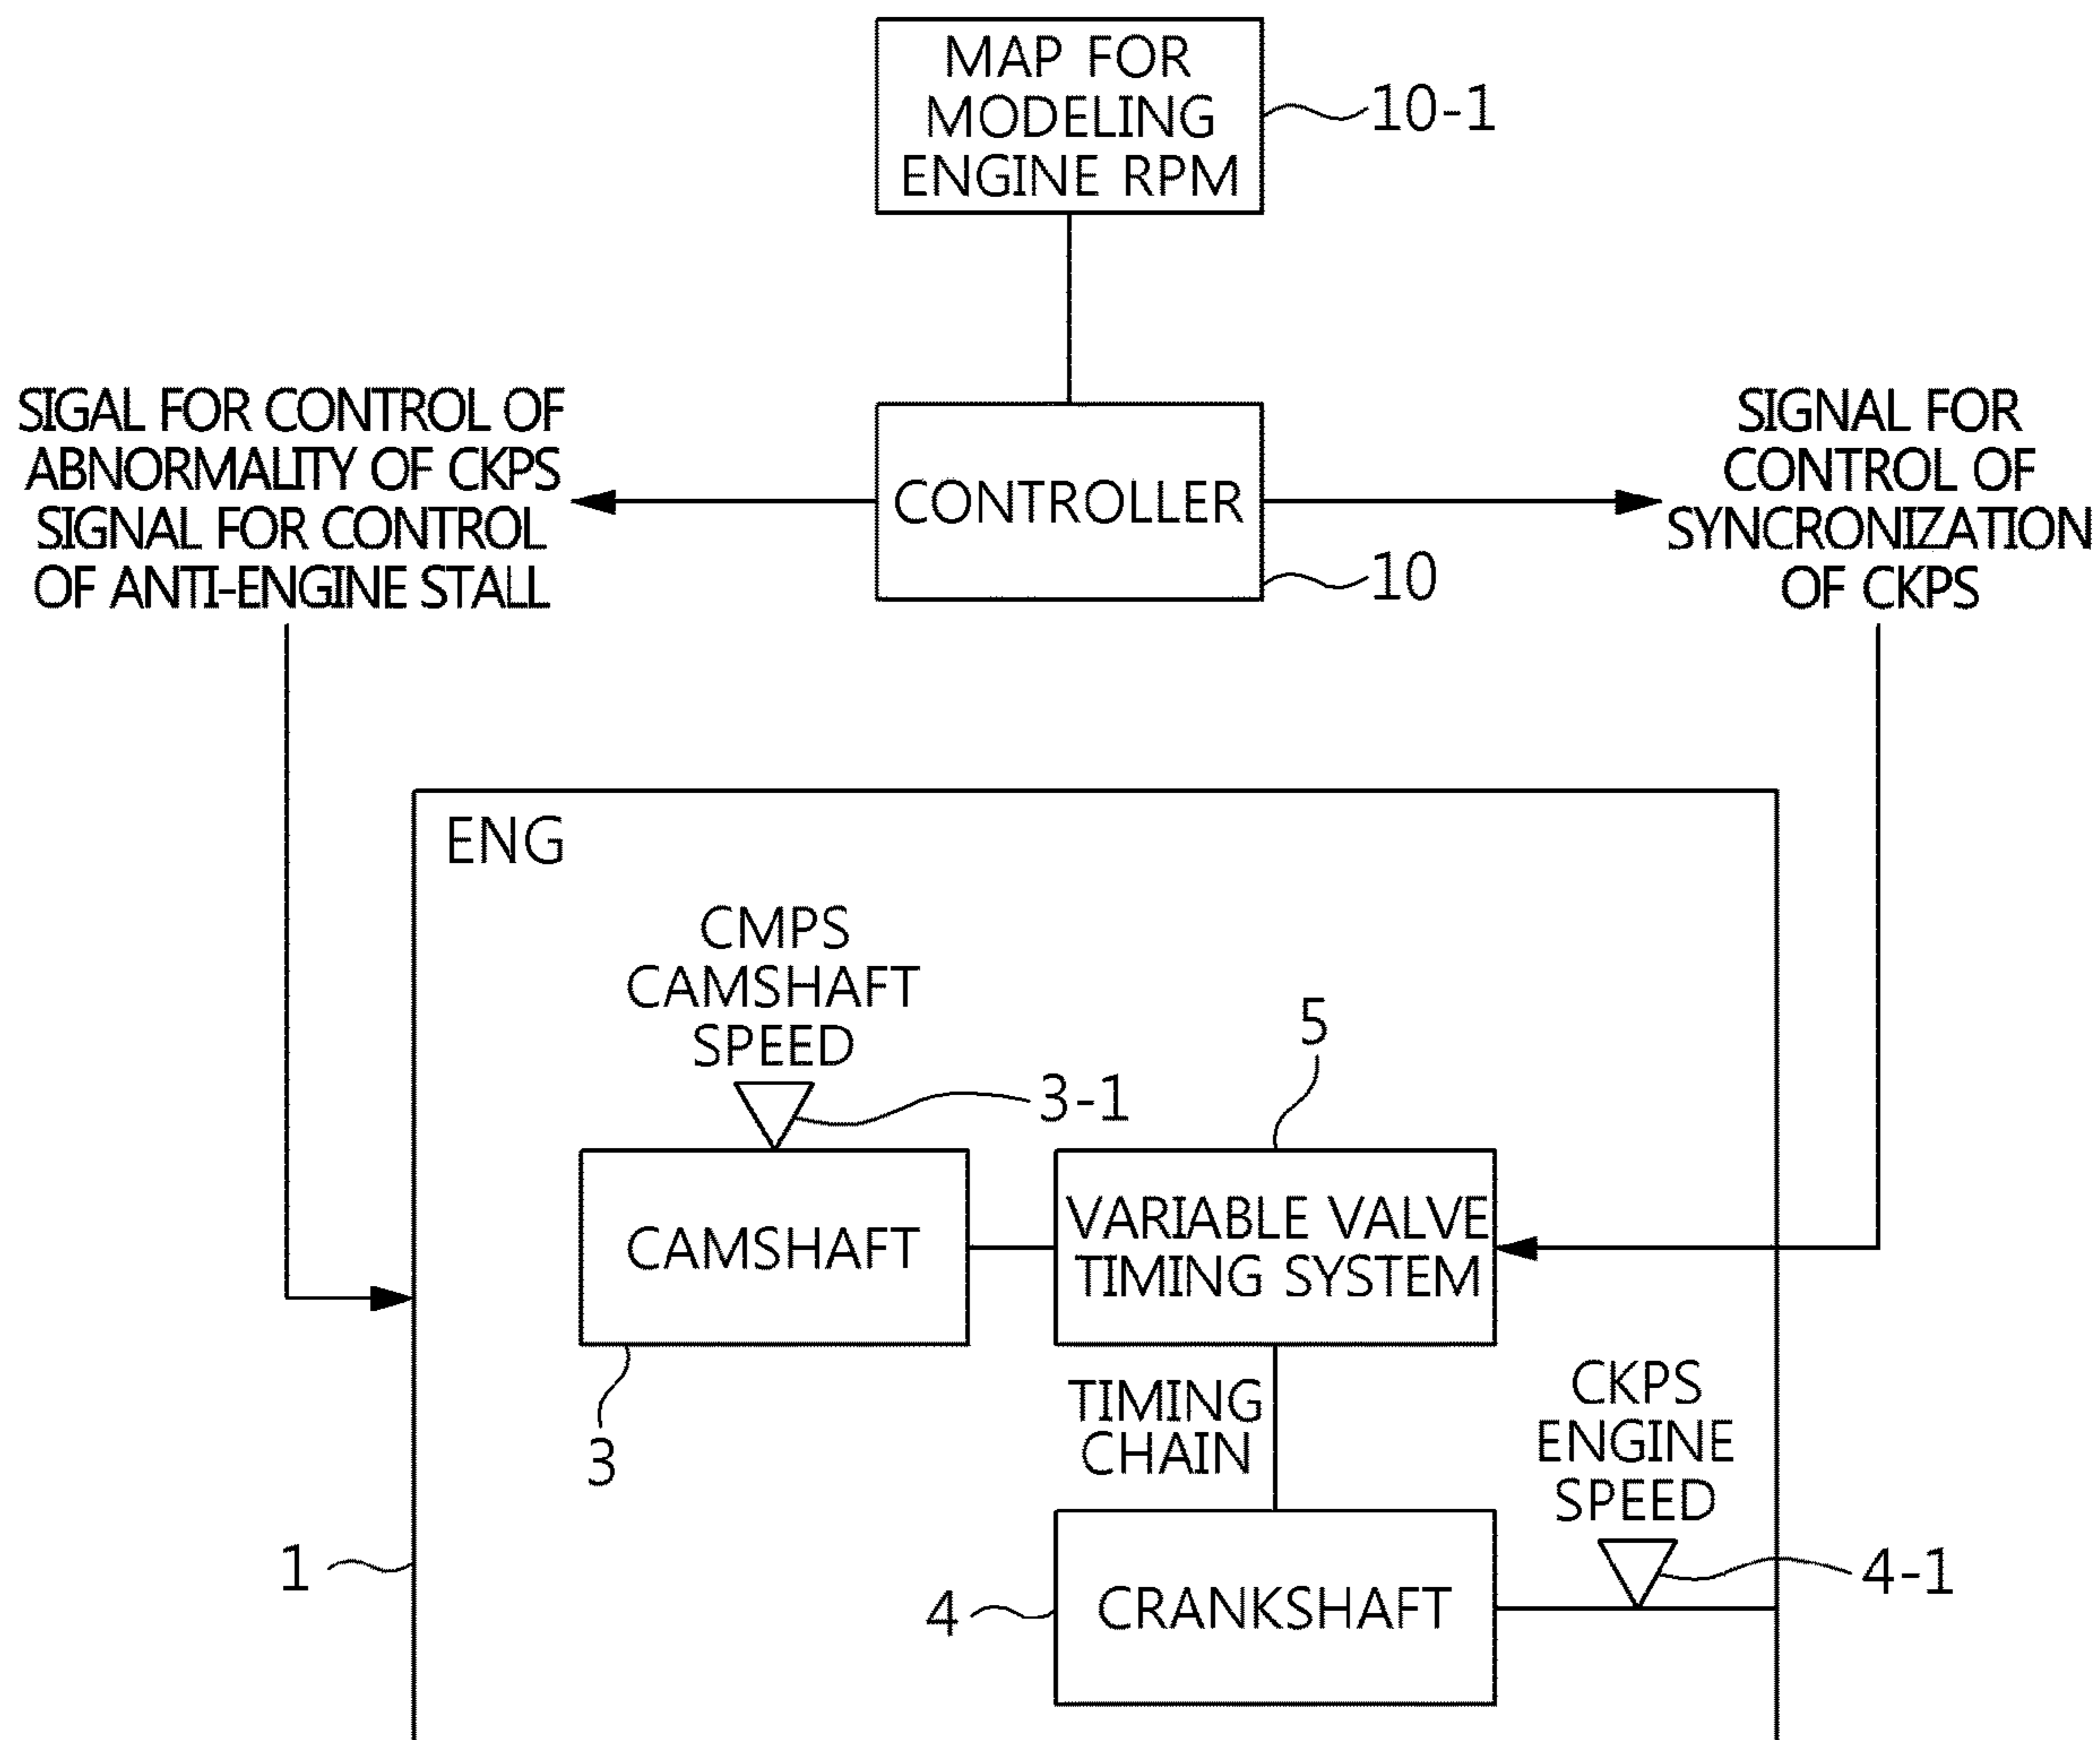 MAP FOR
MODELING
ENGINE RPM
10-1
SIGAL FOR CONTROL OF
ABNORMALITY OF CKPS
SIGNAL FOR CONTROL
OF ANTI-ENGINE STALL
CONTROLLER
10
SIGNAL FOR
CONTROL OF
SYNCRONIZATION
OF CKPS
ENG
CMPS
CAMSHAFT
SPEED
3-1
5
CAMSHAFT
VARIABLE VALVE
TIMING SYSTEM
3
TIMING
CHAIN
CKPS
ENGINE
SPEED
1
4
CRANKSHAFT
4-1